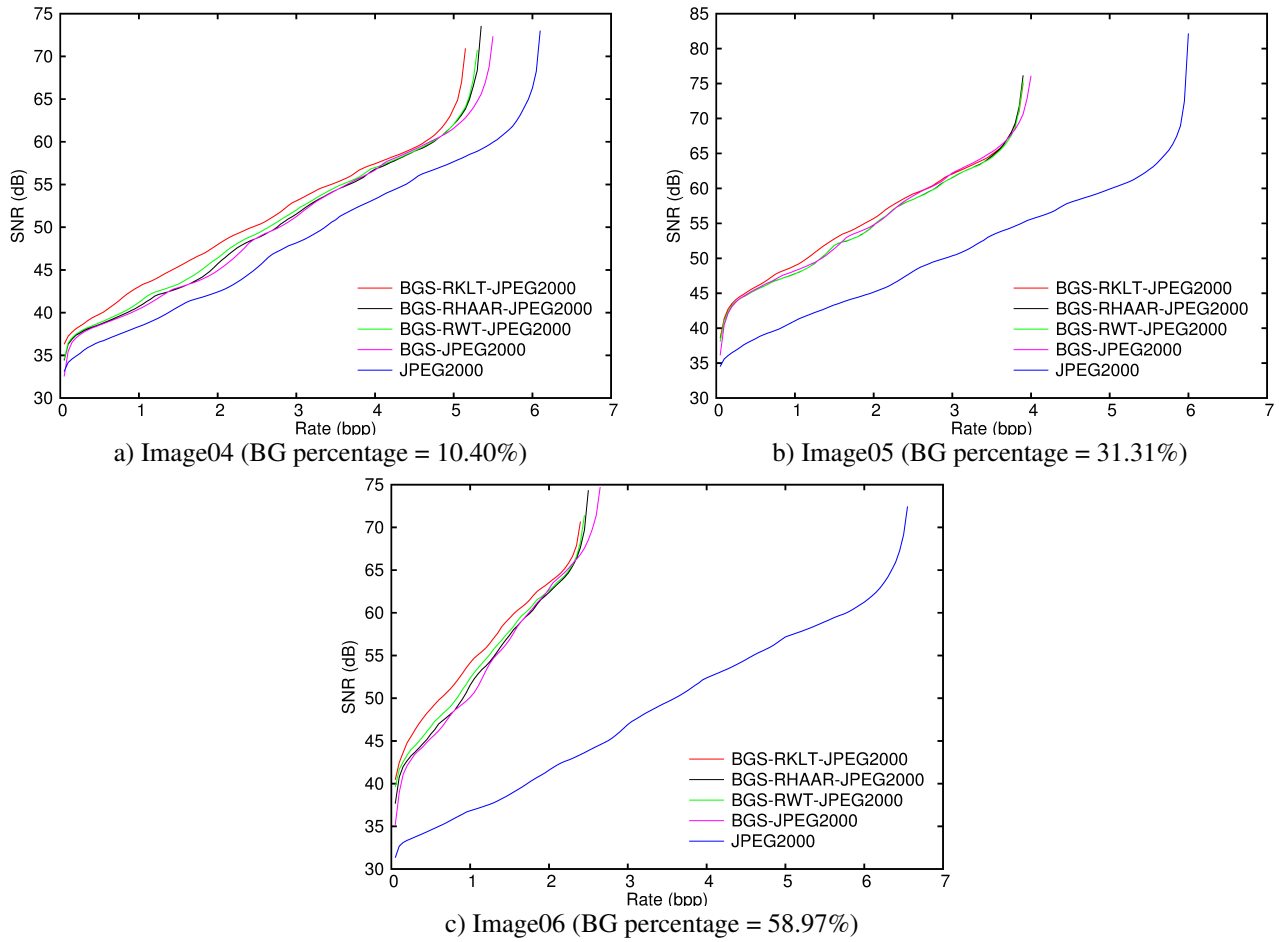 75
70
65
60
55
50
45
40
35
30
SNR (dB)
0 1 2 3 4 5 6 7
Rate (bpp)
BGS-RKLT-JPEG2000
BGS-RHAAR-JPEG2000
BGS-RWT-JPEG2000
BGS-JPEG2000
JPEG2000
a) Image04 (BG percentage = 10.40%)
85
80
75
70
65
60
55
50
45
40
35
30
SNR (dB)
0 1 2 3 4 5 6 7
Rate (bpp)
BGS-RKLT-JPEG2000
BGS-RHAAR-JPEG2000
BGS-RWT-JPEG2000
BGS-JPEG2000
JPEG2000
b) Image05 (BG percentage = 31.31%)
75
70
65
60
55
50
45
40
35
30
SNR (dB)
0 1 2 3 4 5 6 7
Rate (bpp)
BGS-RKLT-JPEG2000
BGS-RHAAR-JPEG2000
BGS-RWT-JPEG2000
BGS-JPEG2000
JPEG2000
c) Image06 (BG percentage = 58.97%)